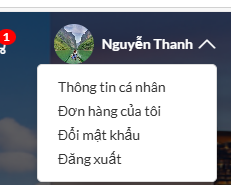 1
Nguyễn Thanh
Thông tin cá nhân
Đơn hàng của tôi
Đổi mật khẩu
Đăng xuất